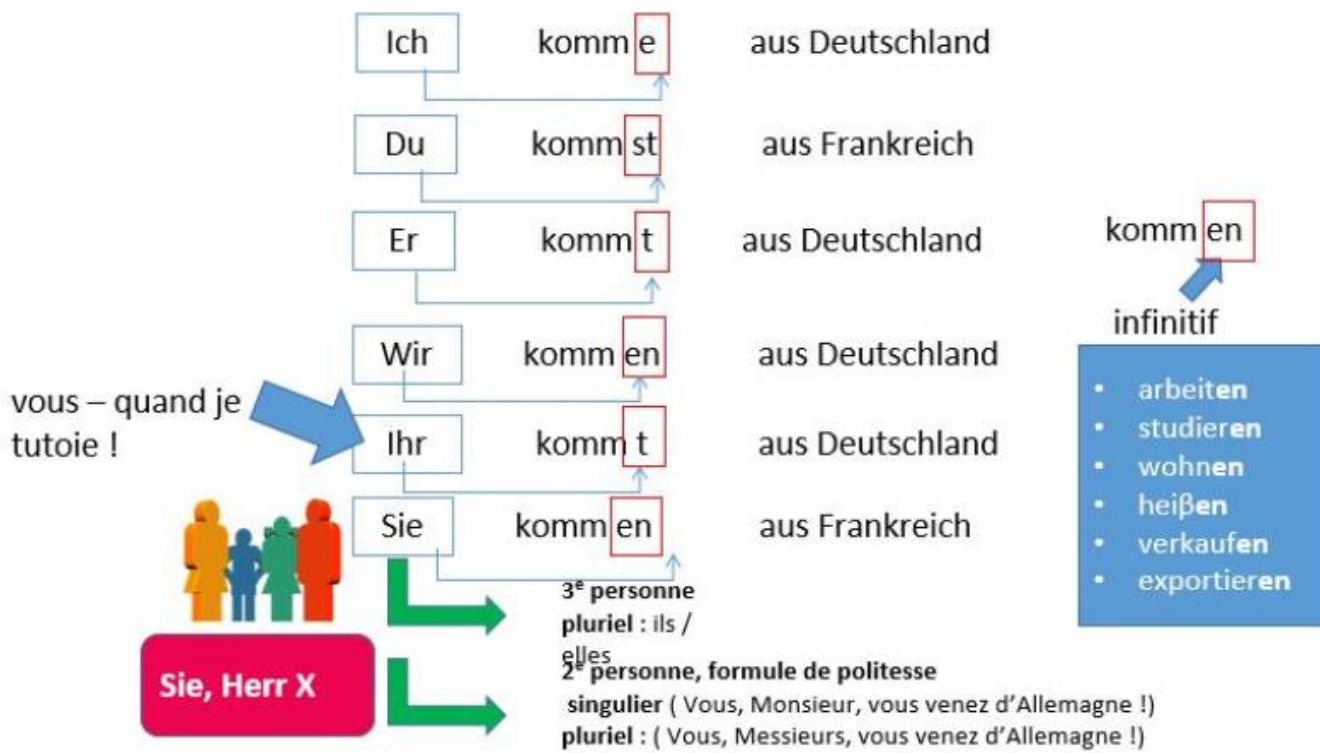 Ich komm e aus Deutschland
Du komm st aus Frankreich
Er komm t aus Deutschland
komm en
infinitif
Wir komm en aus Deutschland
vous – quand je
tutoie !
Ihr komm t aus Deutschland
Sie komm en aus Frankreich
• arbeiten
• studieren
• wohnen
• heiβen
• verkaufen
• exportieren
3e personne
pluriel : ils /
elles
Sie, Herr X
2e personne, formule de politesse
singulier ( Vous, Monsieur, vous venez d’Allemagne !)
pluriel : ( Vous, Messieurs, vous venez d’Allemagne !)